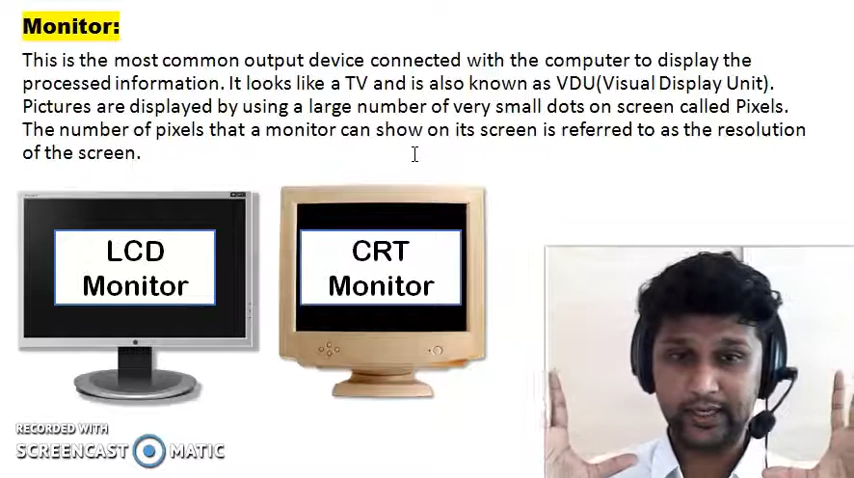 Monitor:
This is the most common output device connected with the computer to display the
processed information. It looks like a TV and is also known as VDU(Visual Display Unit).
Pictures are displayed by using a large number of very small dots on screen called Pixels.
The number of pixels that a monitor can show on its screen is referred to as the resolution
of the screen.
LCD
Monitor
CRT
Monitor
RECORDED WITH
SCREENCAST MATIC